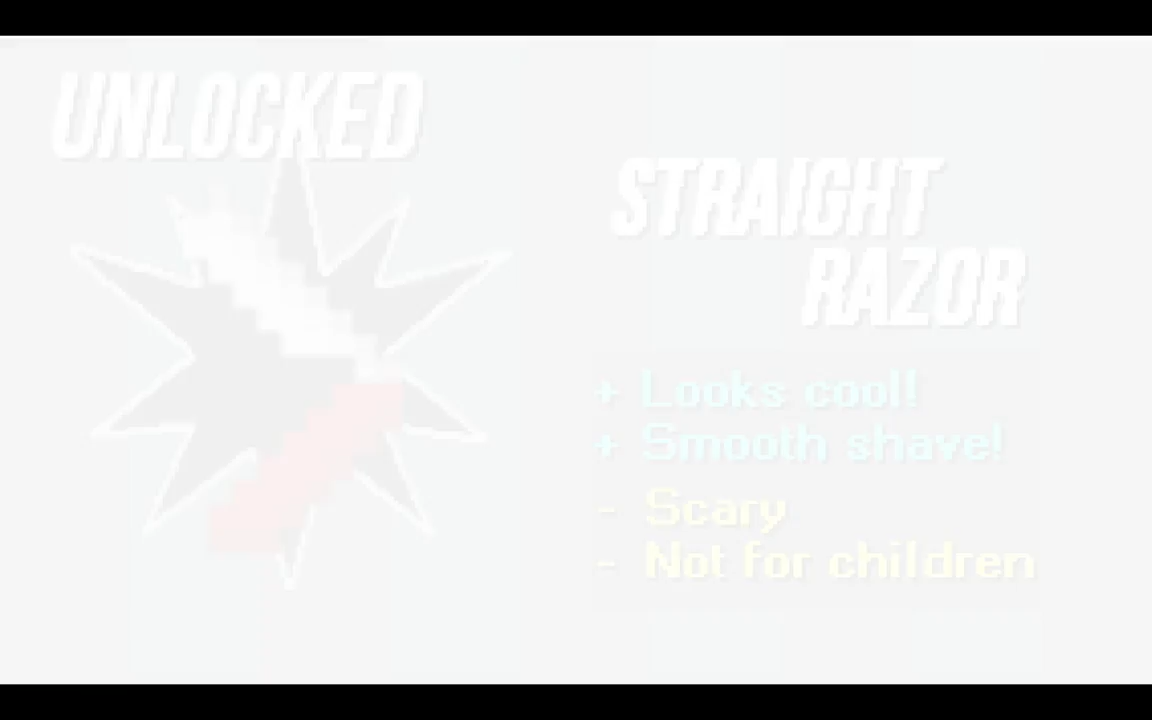 UNLOCKED
STRAIGHT
RAZOR
+ Looks cool!
+ Smooth shave!
- Scary
- Not for children